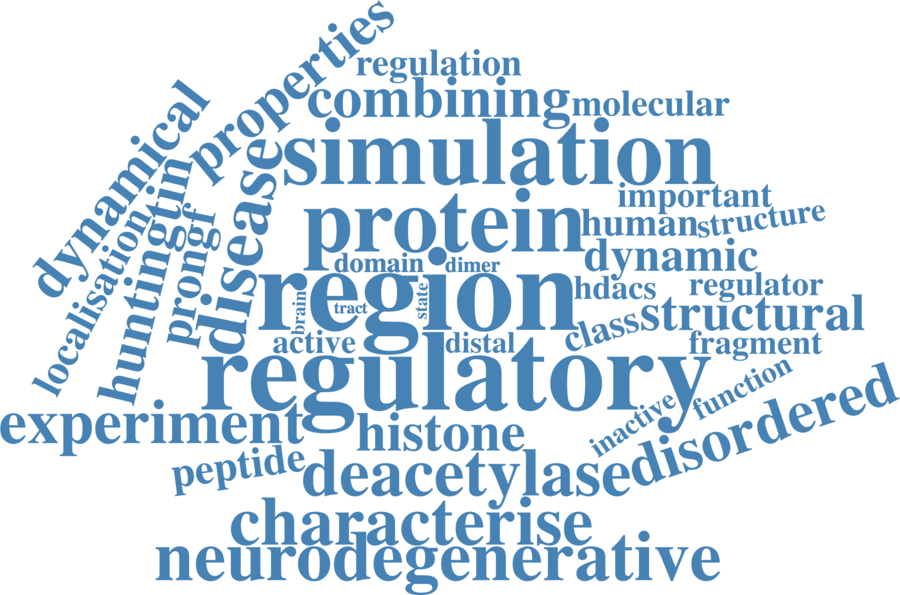 regulation
combining
molecular
properties
dynamical
simulation
disease
huntingtin
important
protein
human
structure
localisation
prongf
domain
dimer
dynamic
region
hdacs
regulator
brain
tract
state
structural
class
active
distal
fragment
regulatory
function
inactive
disordered
experiment
histone
peptide
deacetylase
characterise
neurodegenerative